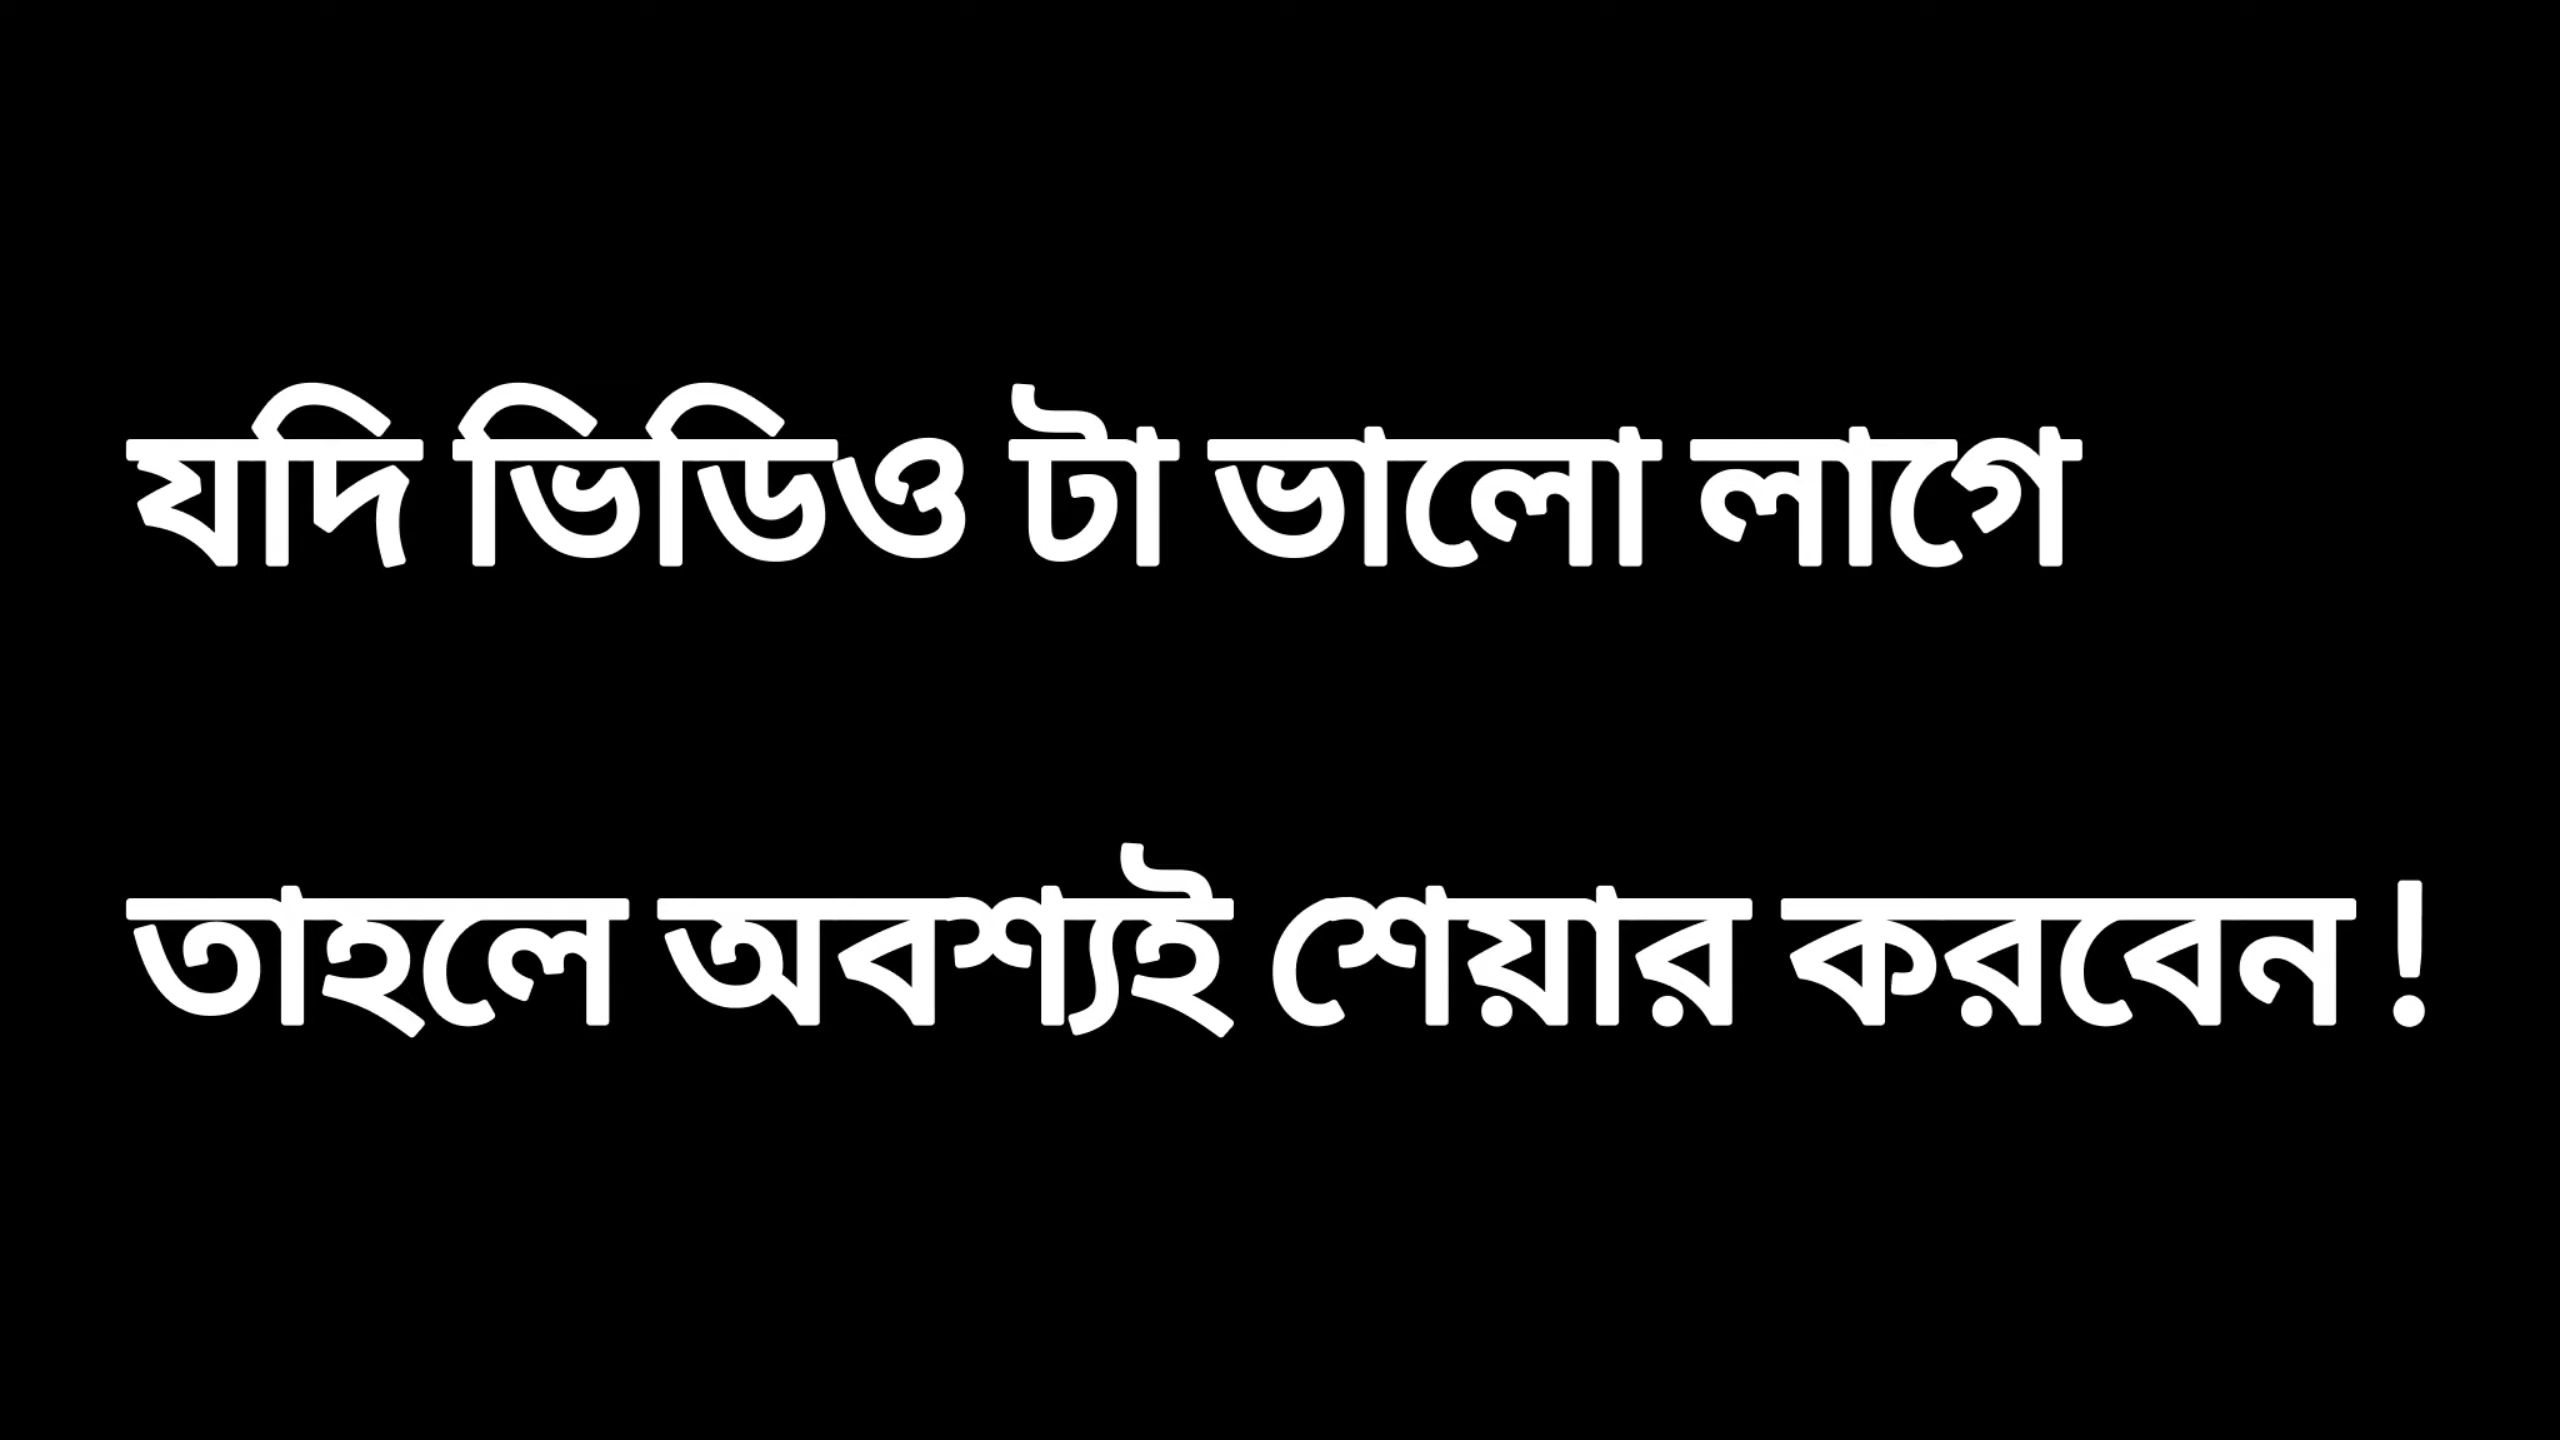 যদি ভিডিও টা ভালো লাগে
তাহলে অবশ্যই শেয়ার করবেন !